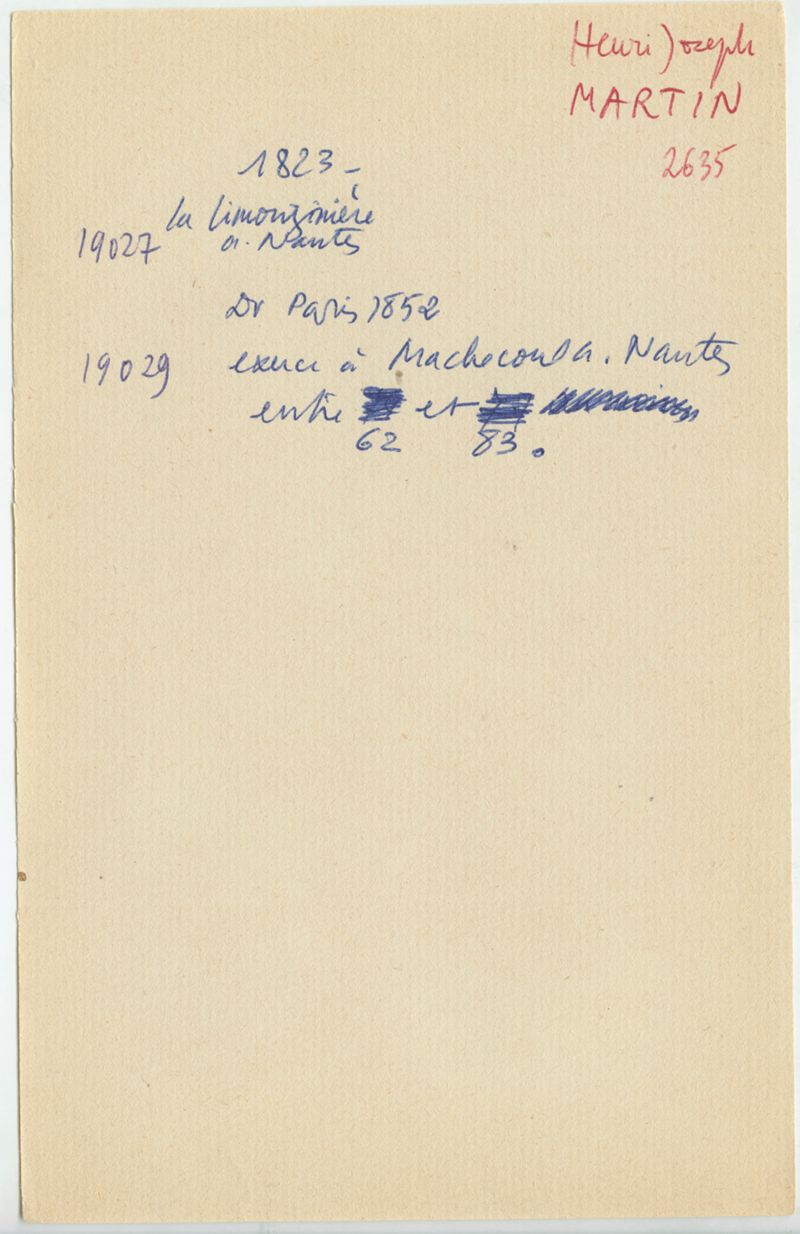 Henri Joseph
MARTIN
2635
1823 -
la limouzinière
19027 a. Nantes
Dr Paris 1852
19029 exerce à Machecoul a. Nantes
entre et
62 83.